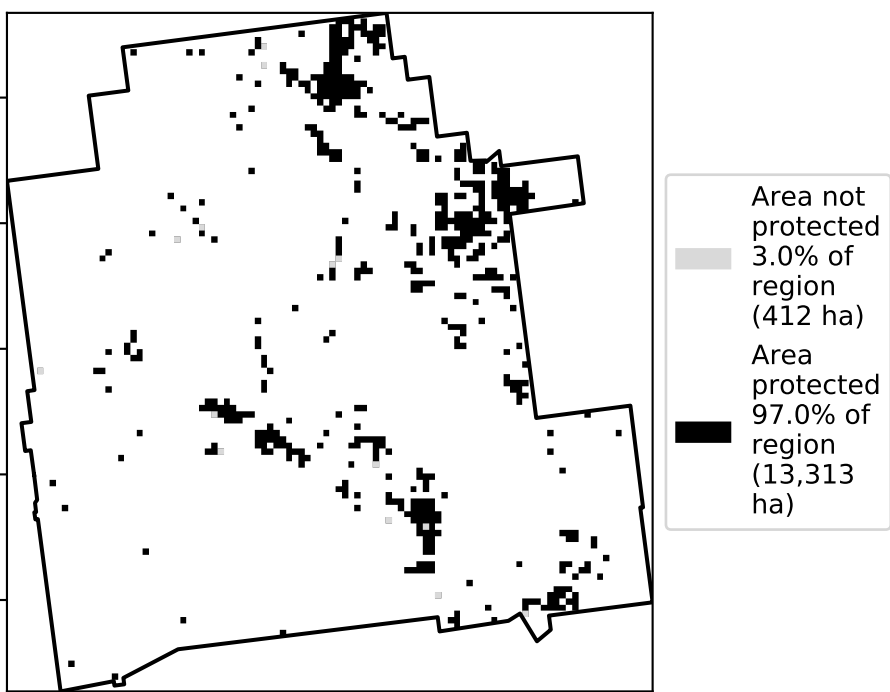 Area not
protected
3.0% of
region
(412 ha)
Area
protected
97.0% of
region
(13,313
ha)